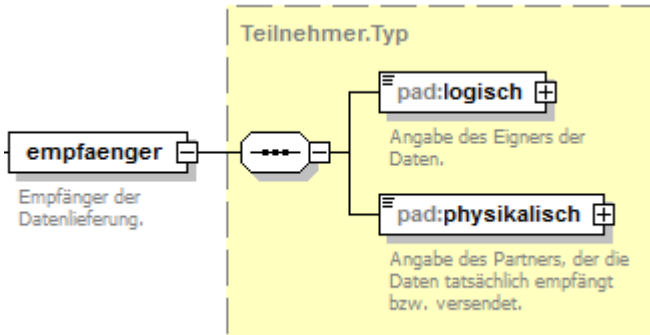 Teilnehmer.Typ
pad:logisch
Angabe des Eigners der
Daten.
empfaenger
Empfänger der
Datenlieferung.
pad:physikalisch
Angabe des Partners, der die
Daten tatsächlich empfängt
bzw. versendet.